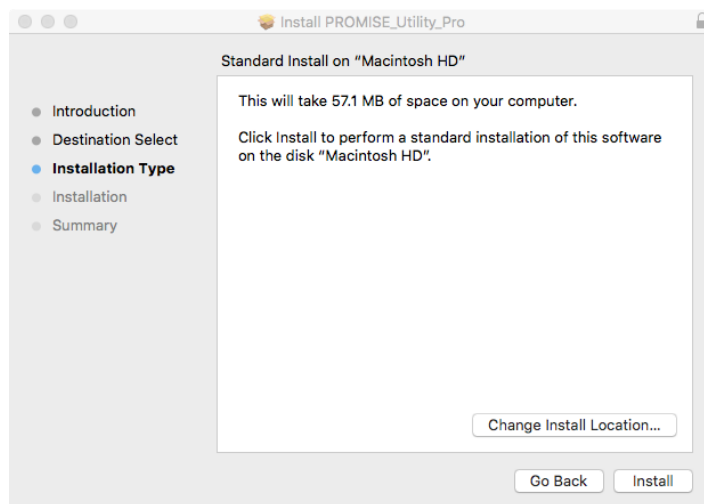 Install PROMISE_Utility_Pro
Standard Install on “Macintosh HD”
Introduction
Destination Select
Installation Type
Installation
Summary
This will take 57.1 MB of space on your computer.
Click Install to perform a standard installation of this software
on the disk “Macintosh HD”.
Change Install Location...
Go Back
Install